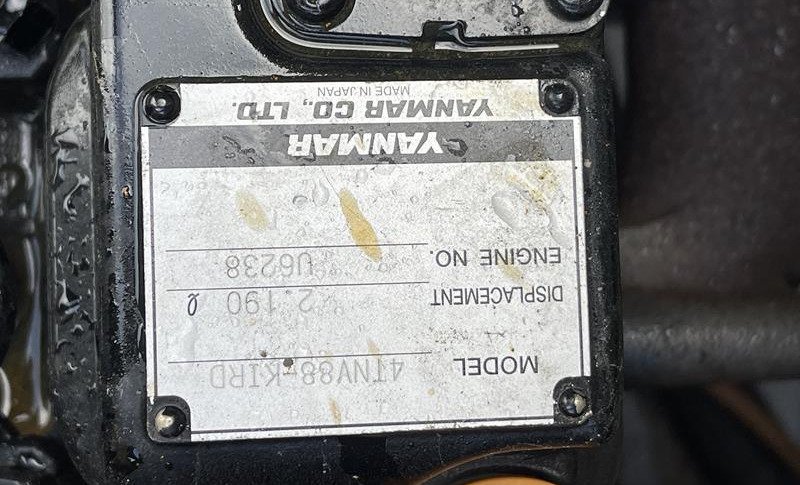 MODEL 4TNV88-KIRD
DISPLACEMENT 2.190 ℓ
ENGINE NO. U6238
YANMAR
YANMAR CO., LTD.
MADE IN JAPAN